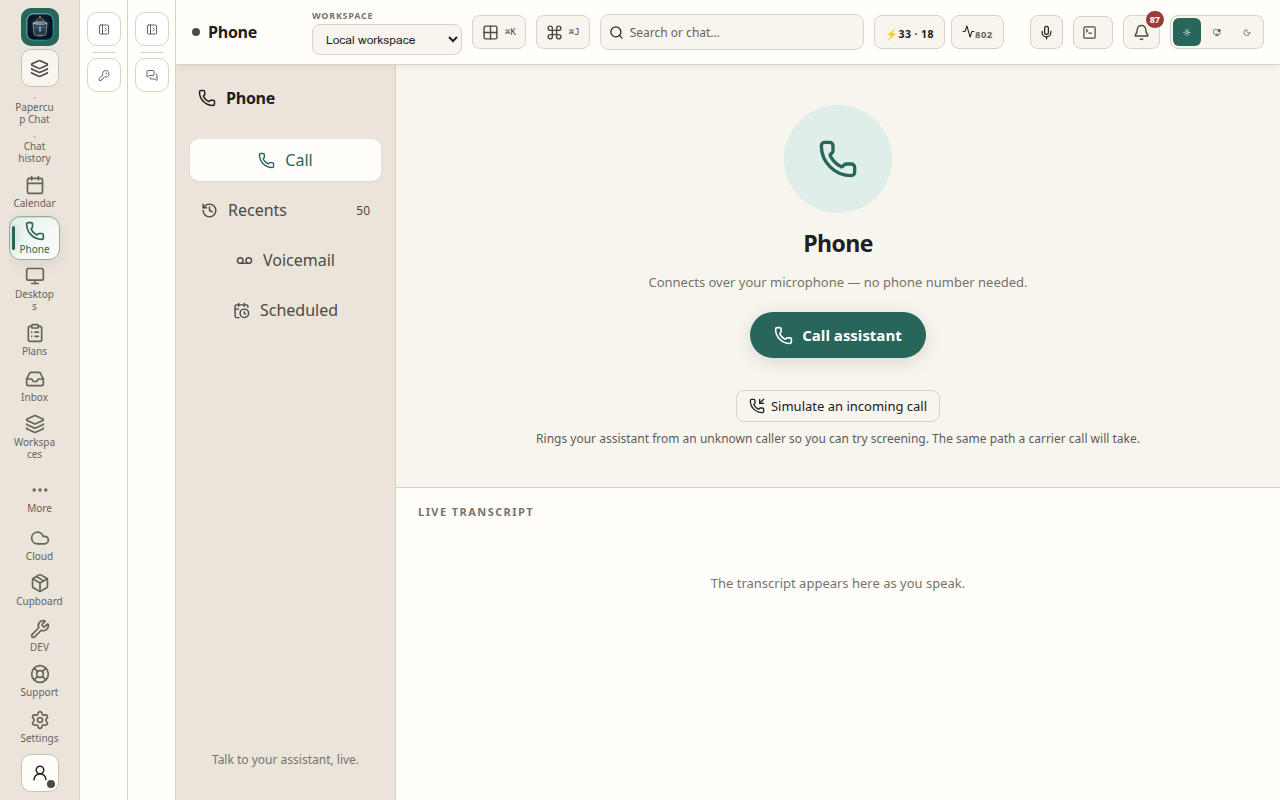 Phone
WORKSPACE
Local workspace
⌘K
⌘J
Search or chat...
⚡33 · 18
802
87
Papercu
p Chat
Chat
history
Calendar
Phone
Desktop
s
Plans
Inbox
Workspa
ces
More
Cloud
Cupboard
DEV
Support
Settings
Phone
Call
Recents 50
Voicemail
Scheduled
Talk to your assistant, live.
Phone
Connects over your microphone — no phone number needed.
Call assistant
Simulate an incoming call
Rings your assistant from an unknown caller so you can try screening. The same path a carrier call will take.
LIVE TRANSCRIPT
The transcript appears here as you speak.